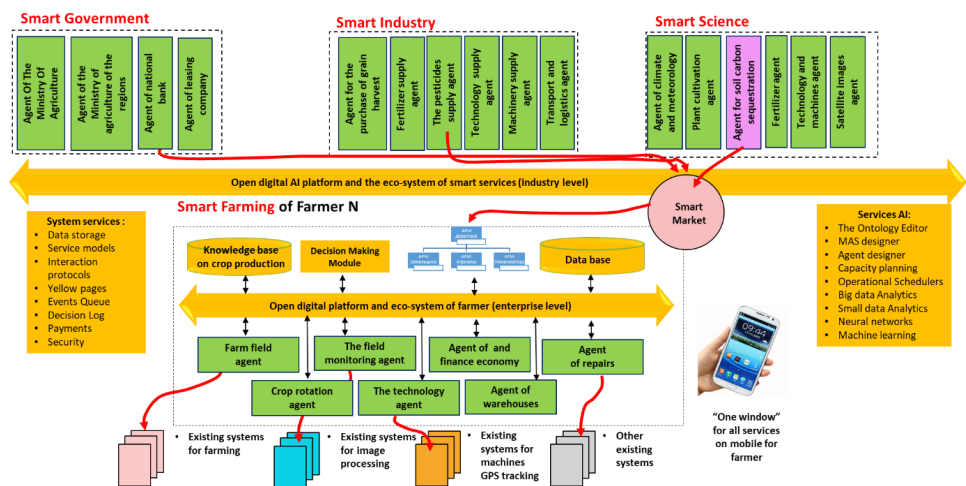 Smart Government
Smart Industry
Smart Science
Agent Of The
Ministry Of
Agriculture
Agent of the
Ministry of
agriculture of the
regions
Agent of national
bank
Agent of leasing
company
Agent for the
purchase of grain
harvest
Fertilizer supply
agent
The pesticides
supply agent
Technology supply
agent
Machinery supply
agent
Transport and
logistics agent
Agent of climate
and meteorology
Plant cultivation
agent
Agent for soil carbon
sequestration
Fertilizer agent
Technology and
machines agent
Satellite images
agent
Open digital AI platform and the eco-system of smart services (industry level)
Smart
Market
Smart Farming of Farmer N
System services :
• Data storage
• Service models
• Interaction
protocols
• Yellow pages
• Events Queue
• Decision Log
• Payments
• Security
Knowledge base
on crop production
Decision Making
Module
Data base
Services AI:
• The Ontology Editor
• MAS designer
• Agent designer
• Capacity planning
• Operational Schedulers
• Big data Analytics
• Small data Analytics
• Neural networks
• Machine learning
Open digital platform and eco-system of farmer (enterprise level)
Farm field
agent
The field
monitoring agent
Agent of and
finance economy
Agent
of repairs
Crop rotation
agent
The technology
agent
Agent of
warehouses
09:44
"One window"
for all services
on mobile for
farmer
• Existing systems
for farming
• Existing systems
for image
processing
• Existing
systems for
machines
GPS tracking
• Other
existing
systems